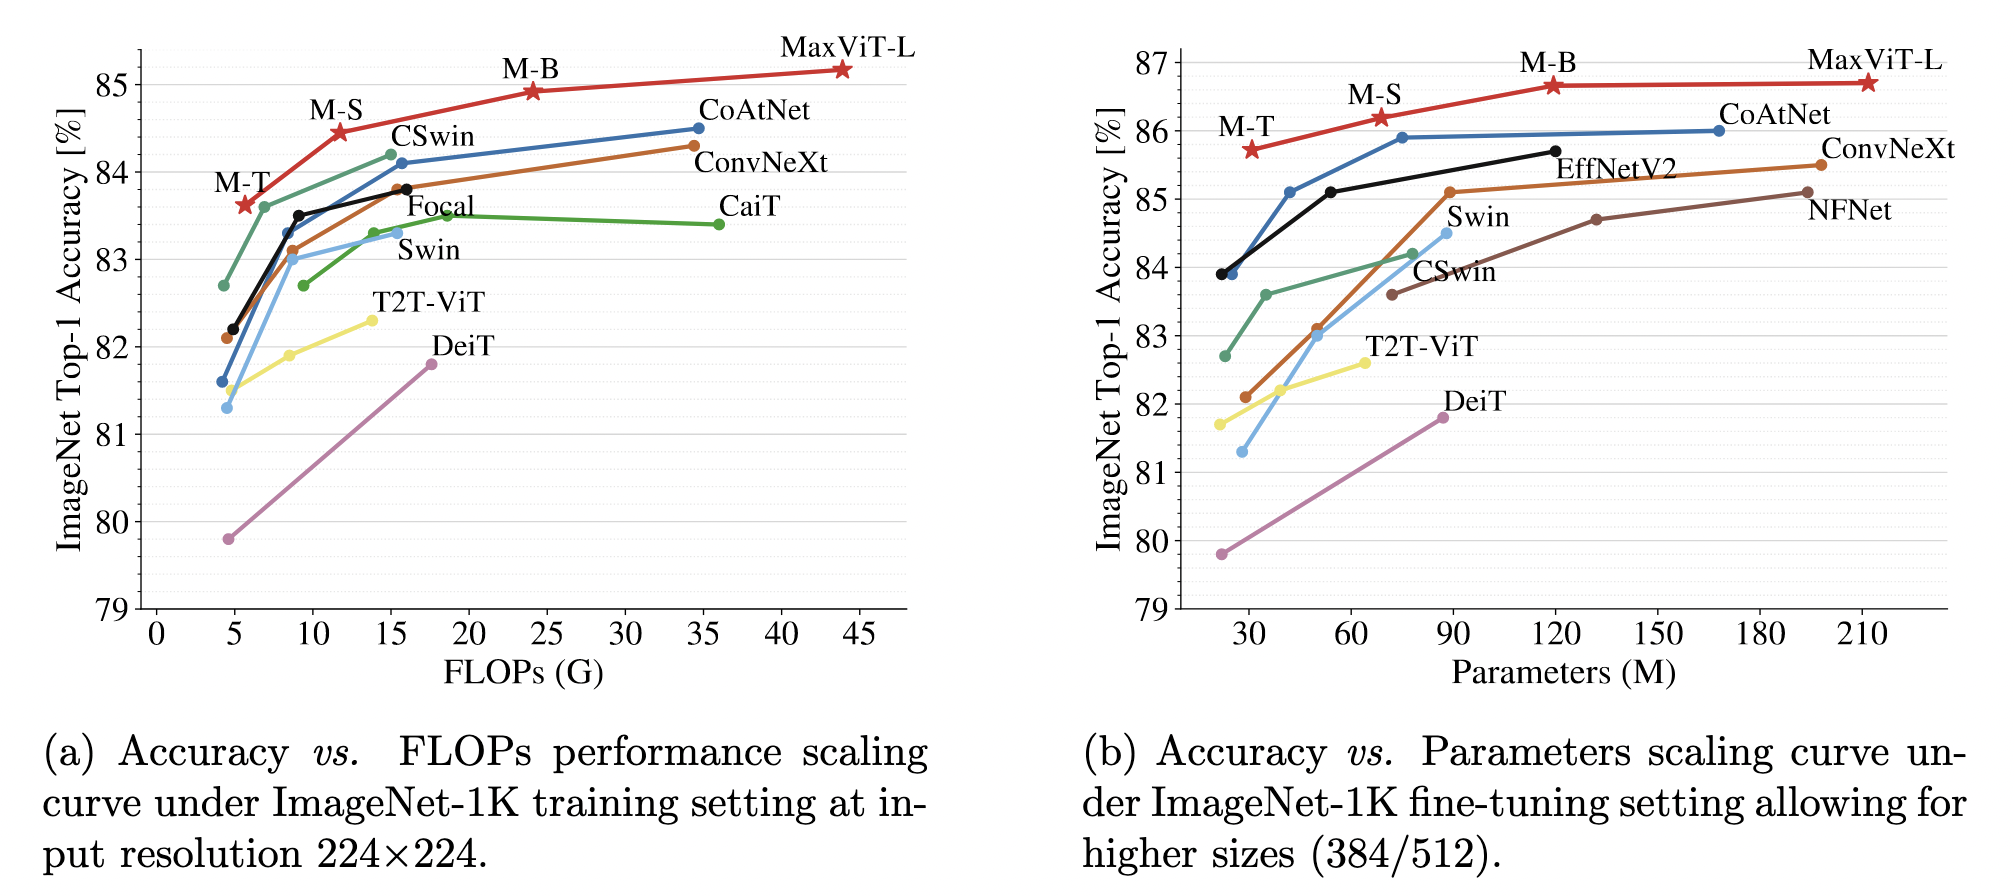 ImageNet Top-1 Accuracy [%]
85
84
83
82
81
80
79
MaxViT-L
M-B
M-S
M-T
CoAtNet
CSwin
ConvNeXt
Focal
CaiT
Swin
T2T-ViT
DeiT
0 5 10 15 20 25 30 35 40 45
FLOPs (G)
(a) Accuracy vs. FLOPs performance scaling
curve under ImageNet-1K training setting at in-
put resolution 224×224.
ImageNet Top-1 Accuracy [%]
87
86
85
84
83
82
81
80
79
MaxViT-L
M-B
M-S
M-T
CoAtNet
ConvNeXt
EffNetV2
Swin
NFNet
CSwin
T2T-ViT
DeiT
30 60 90 120 150 180 210
Parameters (M)
(b) Accuracy vs. Parameters scaling curve un-
der ImageNet-1K fine-tuning setting allowing for
higher sizes (384/512).